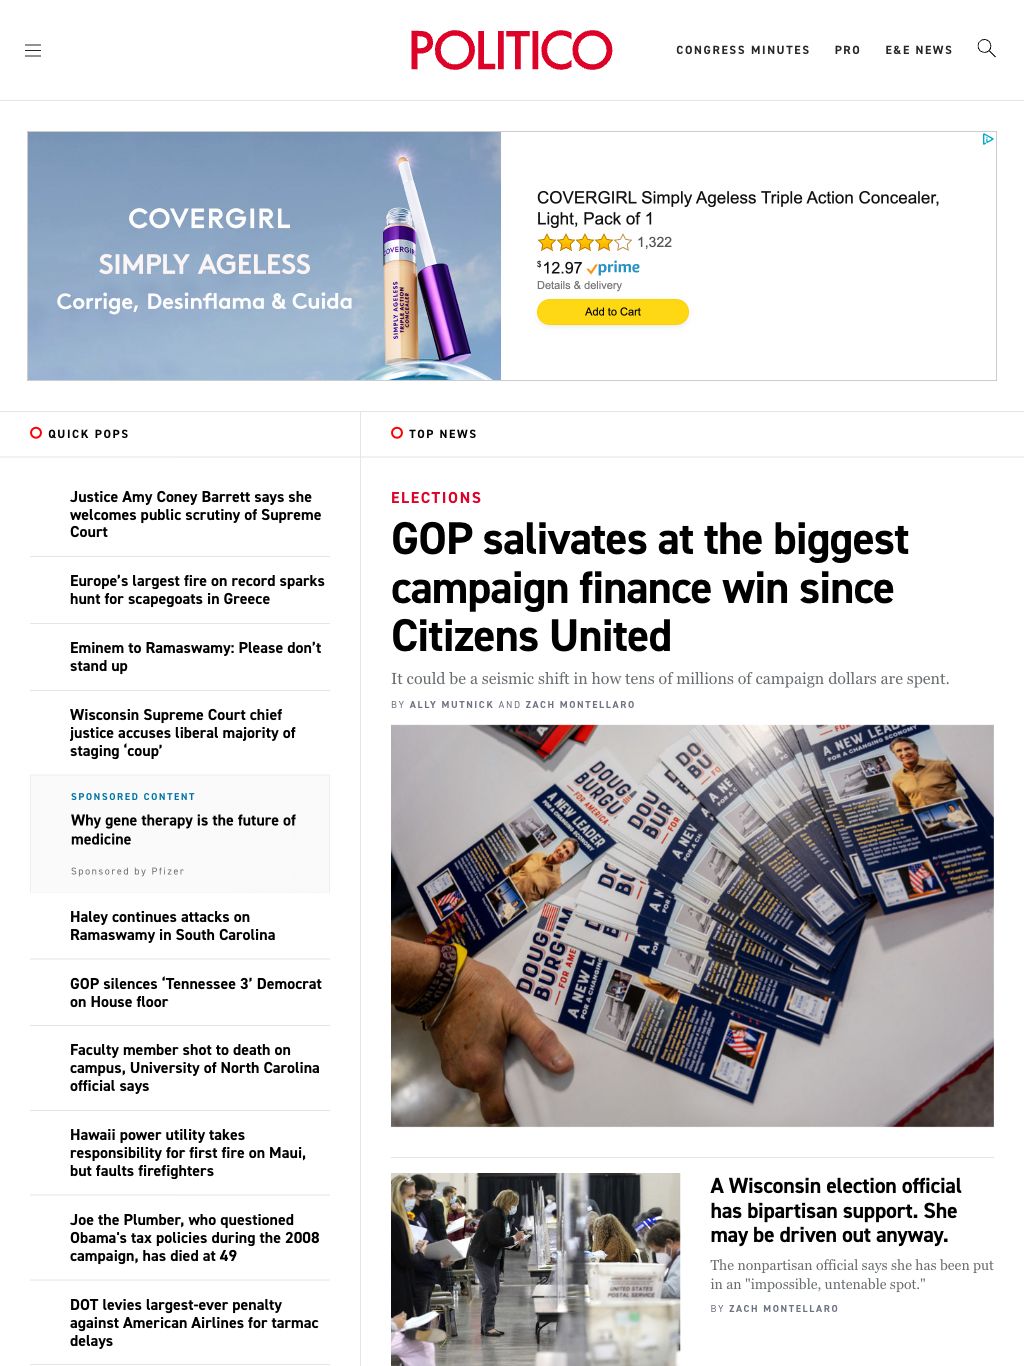 POLITICO
CONGRESS MINUTES
PRO
E&E NEWS
COVERGIRL
SIMPLY AGELESS
Corrige, Desinflama & Cuida
COVERGIRL
SIMPLY AGELESS
TRIPLE ACTION
CONCEALER
COVERGIRL Simply Ageless Triple Action Concealer,
Light, Pack of 1
1,322
$12.97 prime
Details & delivery
Add to Cart
QUICK POPS
Justice Amy Coney Barrett says she
welcomes public scrutiny of Supreme
Court
Europe’s largest fire on record sparks
hunt for scapegoats in Greece
Eminem to Ramaswamy: Please don’t
stand up
Wisconsin Supreme Court chief
justice accuses liberal majority of
staging ‘coup’
SPONSORED CONTENT
Why gene therapy is the future of
medicine
Sponsored by Pfizer
Haley continues attacks on
Ramaswamy in South Carolina
GOP silences ‘Tennessee 3’ Democrat
on House floor
Faculty member shot to death on
campus, University of North Carolina
official says
Hawaii power utility takes
responsibility for first fire on Maui,
but faults firefighters
Joe the Plumber, who questioned
Obama's tax policies during the 2008
campaign, has died at 49
DOT levies largest-ever penalty
against American Airlines for tarmac
delays
TOP NEWS
ELECTIONS
GOP salivates at the biggest
campaign finance win since
Citizens United
It could be a seismic shift in how tens of millions of campaign dollars are spent.
BY ALLY MUTNICK AND ZACH MONTELLARO
A NEW LEADER
FOR A CHANGING ECONOMY
DOUG
BURGUM
FOR AMERICA
A NEW LEADER
FOR A CHANGING ECONOMY
UNITED STATES
POSTAL SERVICE
A Wisconsin election official
has bipartisan support. She
may be driven out anyway.
The nonpartisan official says she has been put
in an "impossible, untenable spot."
BY ZACH MONTELLARO